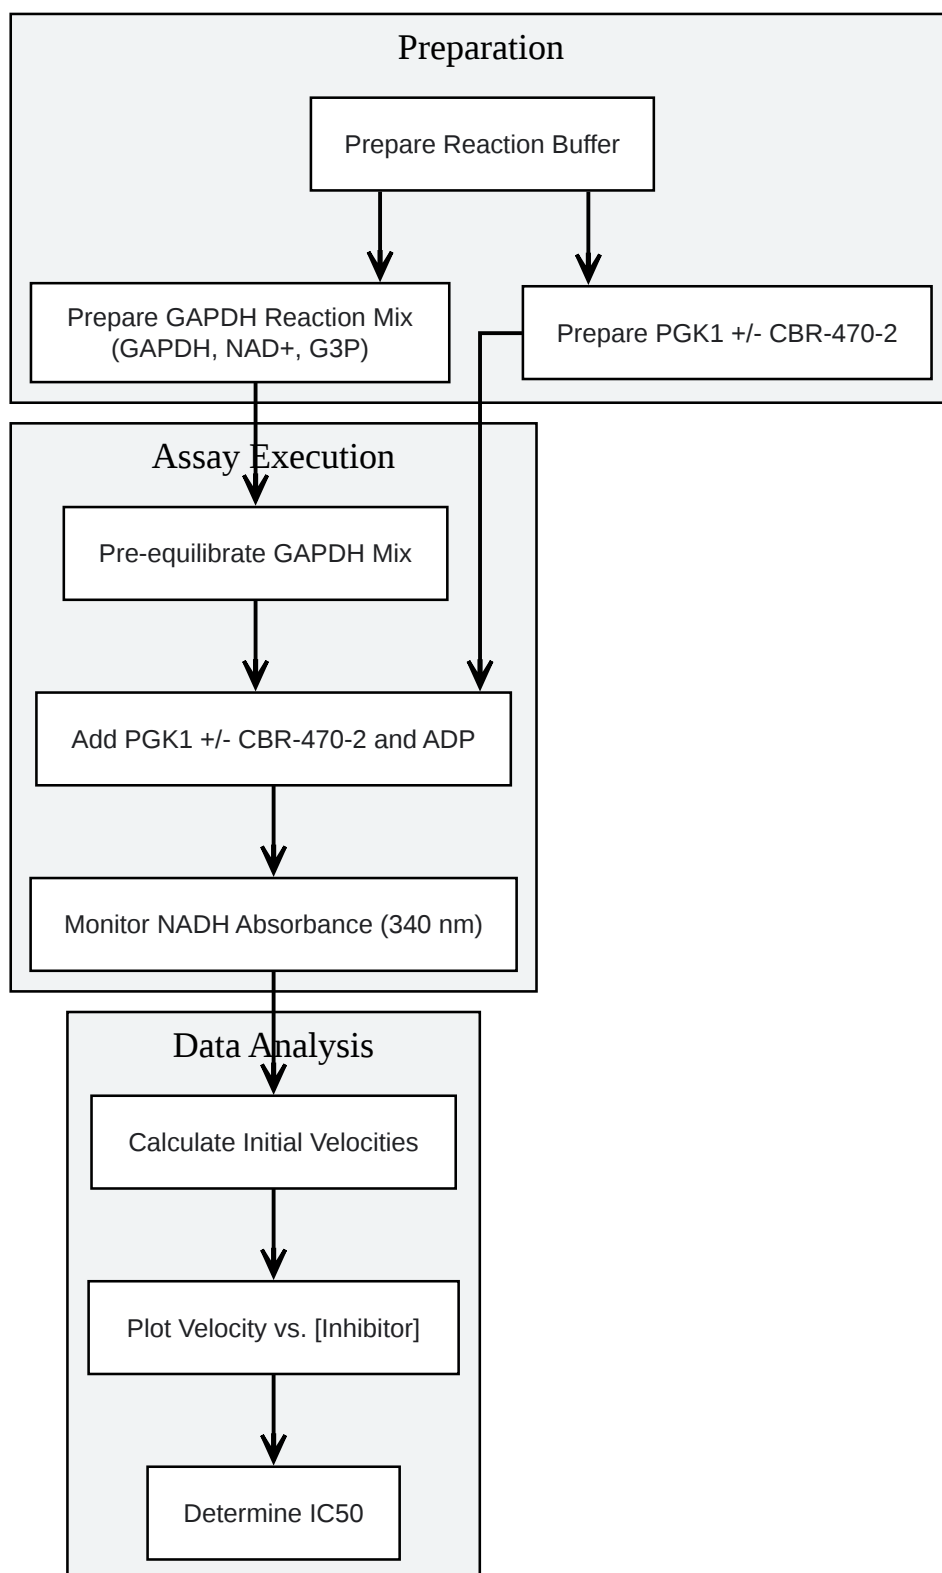 Preparation
Prepare Reaction Buffer
Prepare GAPDH Reaction Mix
(GAPDH, NAD+, G3P)
Prepare PGK1 +/- CBR-470-2
Assay Execution
Pre-equilibrate GAPDH Mix
Add PGK1 +/- CBR-470-2 and ADP
Monitor NADH Absorbance (340 nm)
Data Analysis
Calculate Initial Velocities
Plot Velocity vs. [Inhibitor]
Determine IC50